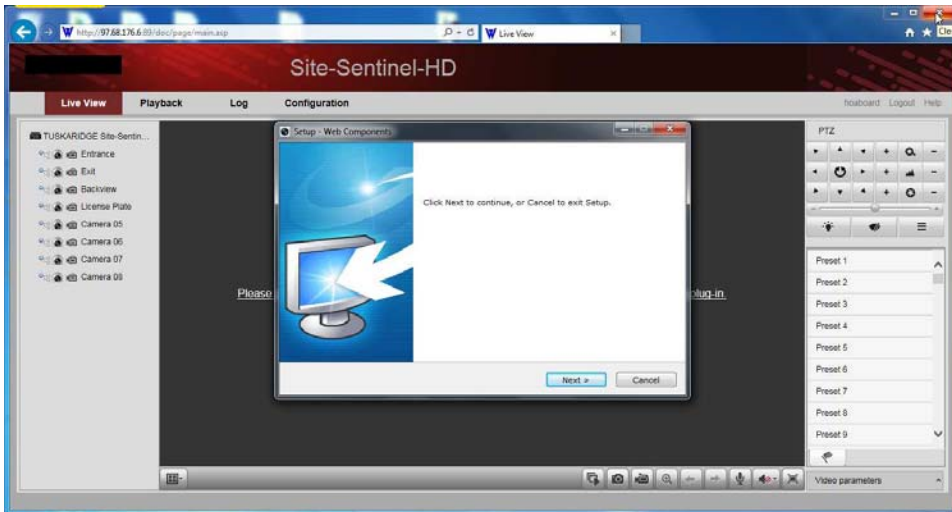 http://97.68.176.6:89/doc/page/main.asp
Live View
Cle
Site-Sentinel-HD
Live View
Playback
Log
Configuration
Logout
Help
TUSKARIDGE Site-Sentin...
Entrance
Exit
Backview
License Plate
Camera 05
Camera 06
Camera 07
Camera 08
Setup - Web Components
Click Next to continue, or Cancel to exit Setup.
Next >
Cancel
Please
plug-in.
PTZ
Preset 1
Preset 2
Preset 3
Preset 4
Preset 5
Preset 6
Preset 7
Preset 8
Preset 9
Video parameters